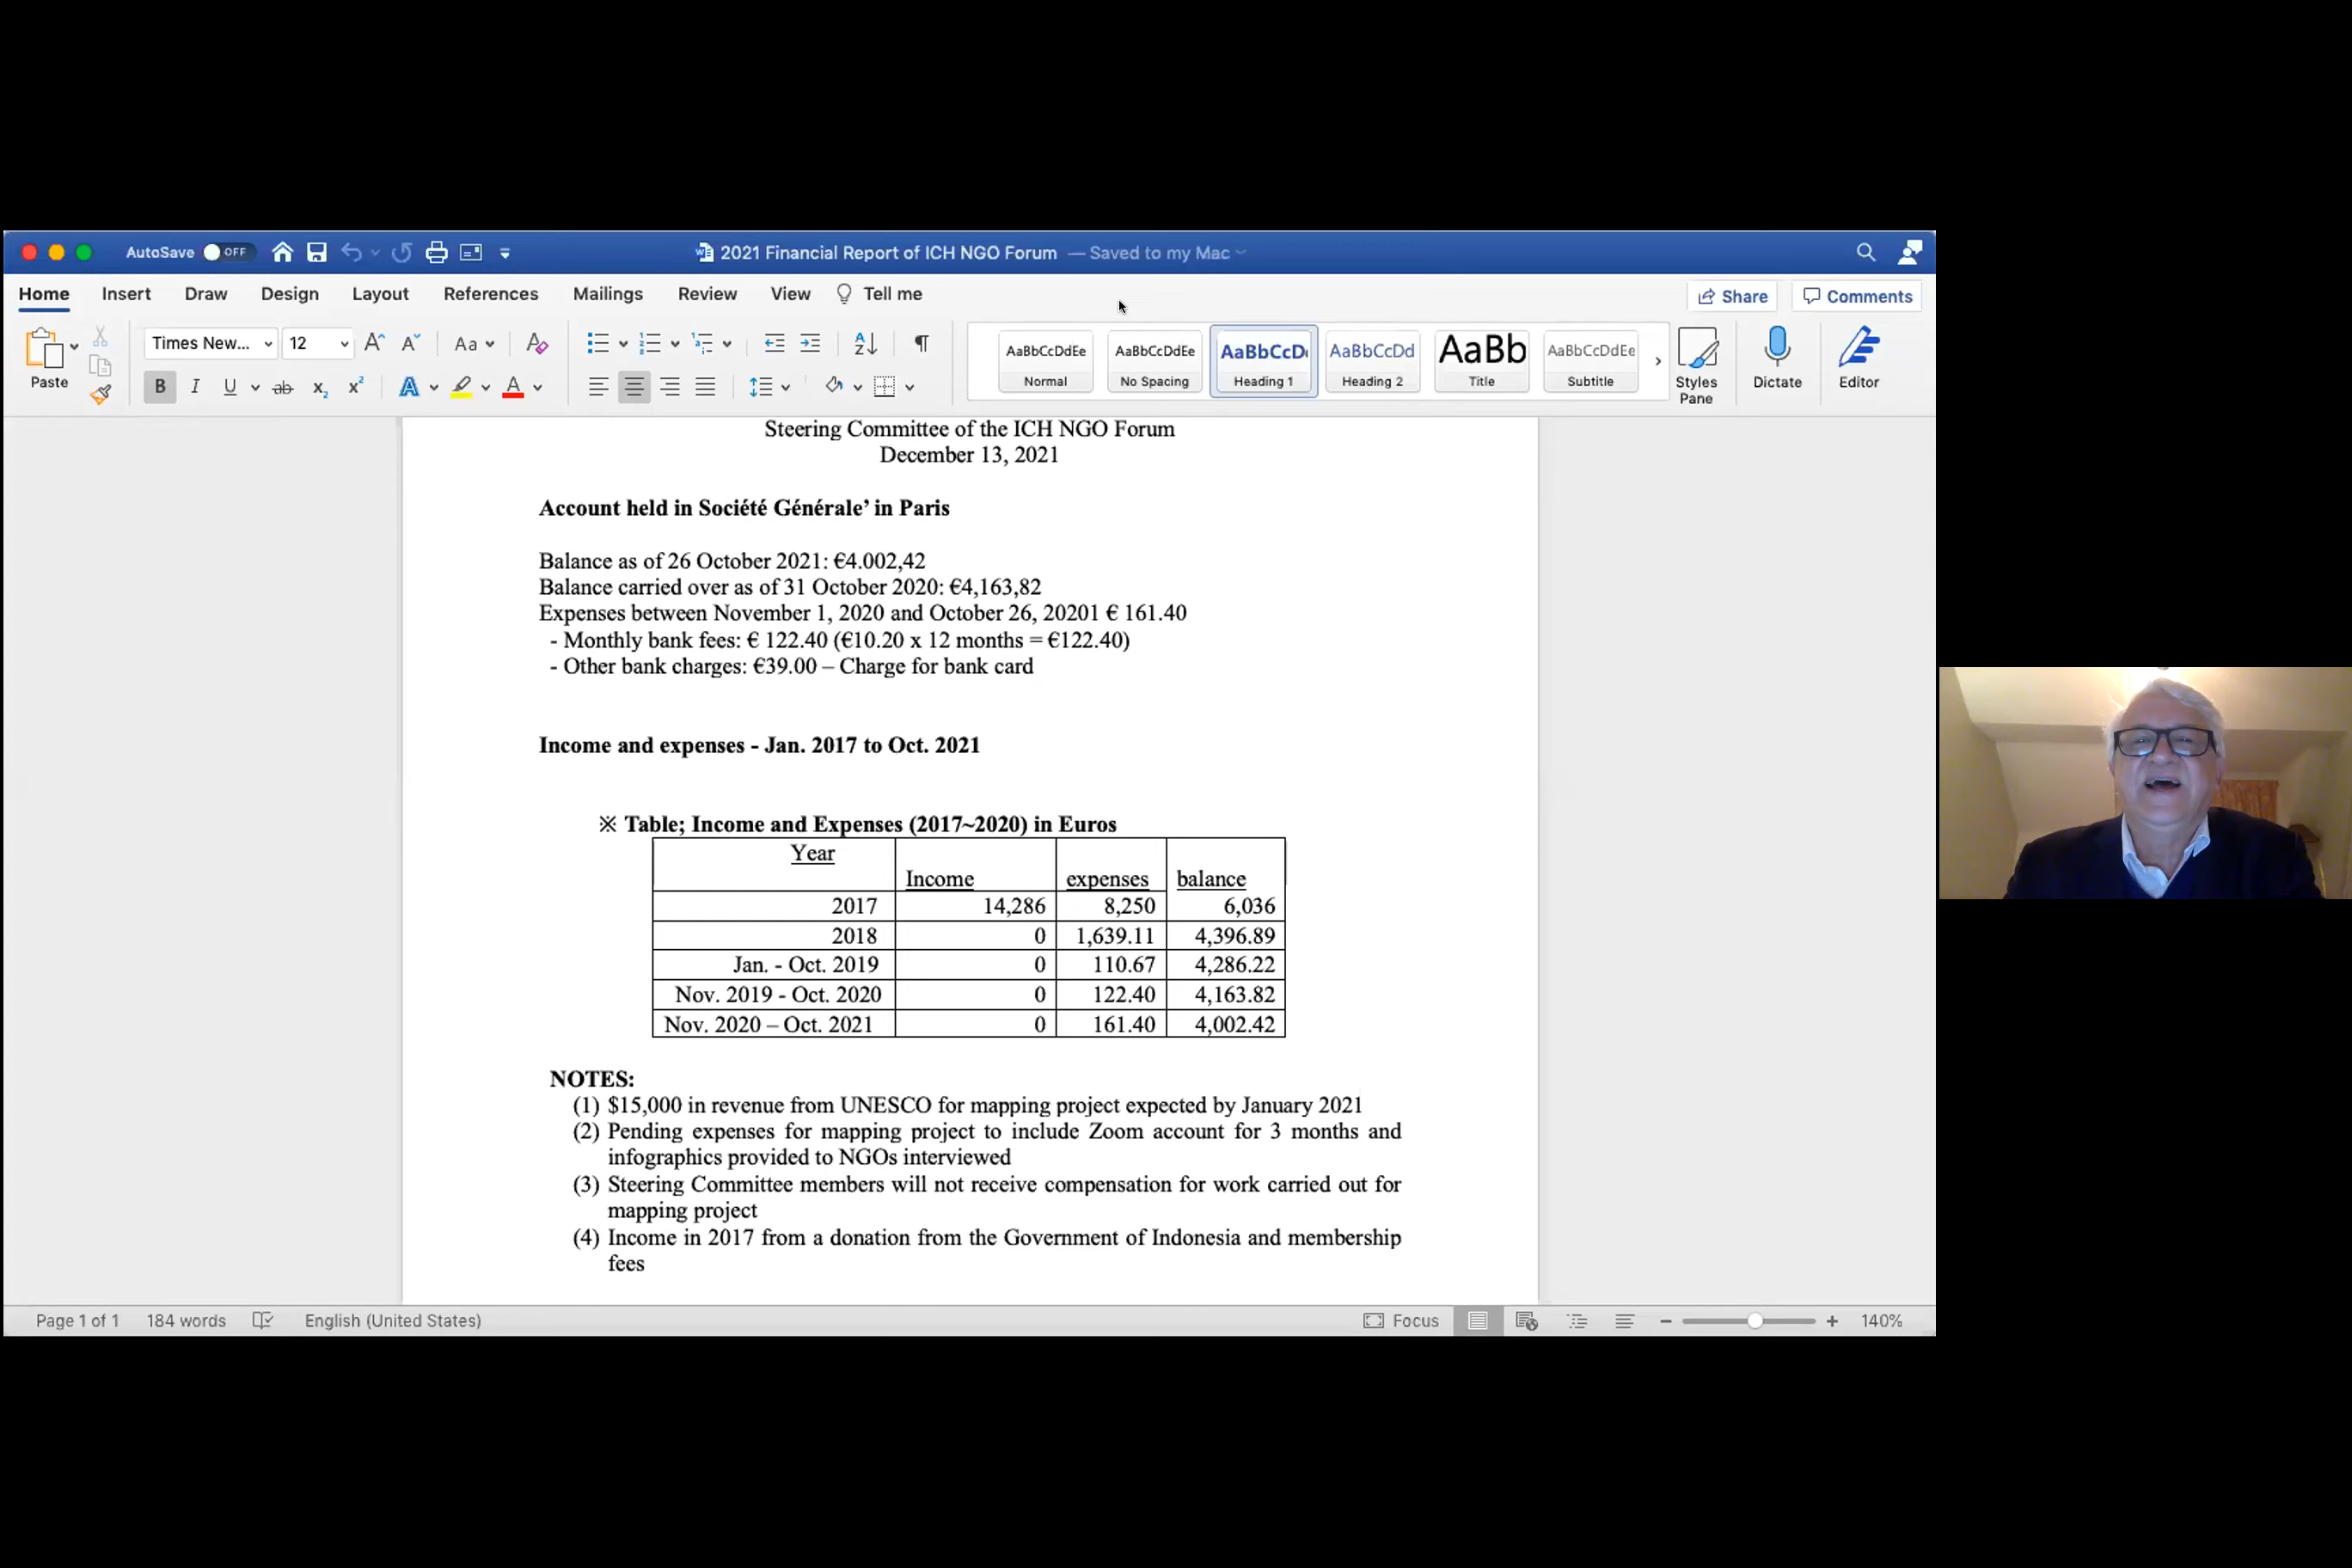 AutoSave OFF
2021 Financial Report of ICH NGO Forum — Saved to my Mac
Home Insert Draw Design Layout References Mailings Review View Tell me
Share Comments
Paste
Times New... 12
Aa
B I U ab x₂ x² A A
AaBbCcDdEe AaBbCcDdEe AaBbCcD AaBbCcDd AaBb AaBbCcDdEe
Normal No Spacing Heading 1 Heading 2 Title Subtitle
Styles Pane
Dictate
Editor
Steering Committee of the ICH NGO Forum
December 13, 2021
Account held in Société Générale’ in Paris
Balance as of 26 October 2021: €4.002,42
Balance carried over as of 31 October 2020: €4,163,82
Expenses between November 1, 2020 and October 26, 20201 € 161.40
- Monthly bank fees: € 122.40 (€10.20 x 12 months = €122.40)
- Other bank charges: €39.00 – Charge for bank card
Income and expenses - Jan. 2017 to Oct. 2021
※ Table; Income and Expenses (2017~2020) in Euros
Year
Income expenses balance
2017 14,286 8,250 6,036
2018 0 1,639.11 4,396.89
Jan. - Oct. 2019 0 110.67 4,286.22
Nov. 2019 - Oct. 2020 0 122.40 4,163.82
Nov. 2020 – Oct. 2021 0 161.40 4,002.42
NOTES:
(1) $15,000 in revenue from UNESCO for mapping project expected by January 2021
(2) Pending expenses for mapping project to include Zoom account for 3 months and
infographics provided to NGOs interviewed
(3) Steering Committee members will not receive compensation for work carried out for
mapping project
(4) Income in 2017 from a donation from the Government of Indonesia and membership
fees
Page 1 of 1 184 words English (United States) Focus 140%